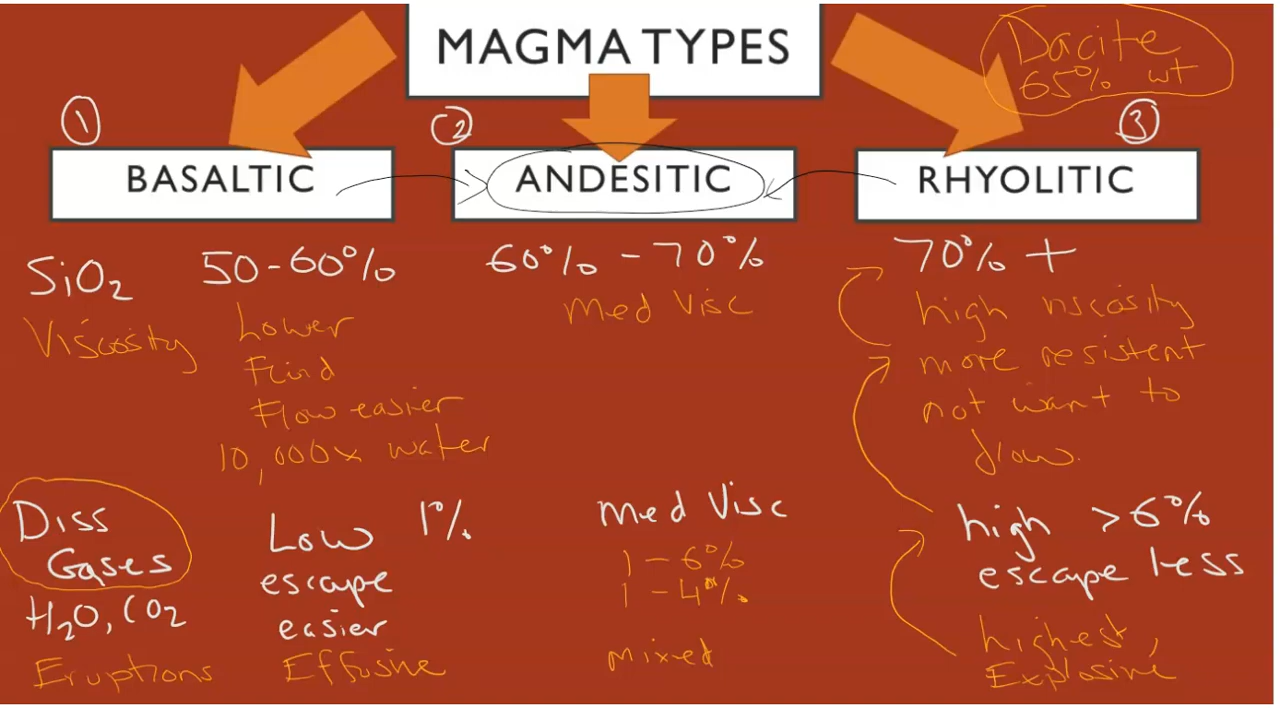 MAGMA TYPES
Dacite
65% wt
①
②
③
BASALTIC
ANDESITIC
RHYOLITIC
SiO₂
50-60%
60% - 70%
70% +
Viscosity
Lower
Fluid
Flow easier
10,000x water
Med Visc
high viscosity
more resistent
not want to
flow.
Diss
Gases
H₂O, CO₂
Low 1%
escape
easier
Med Visc
1 - 6%
1 - 4%
high > 6%
escape less
Eruptions
Effusive
Mixed
highest,
Explosive